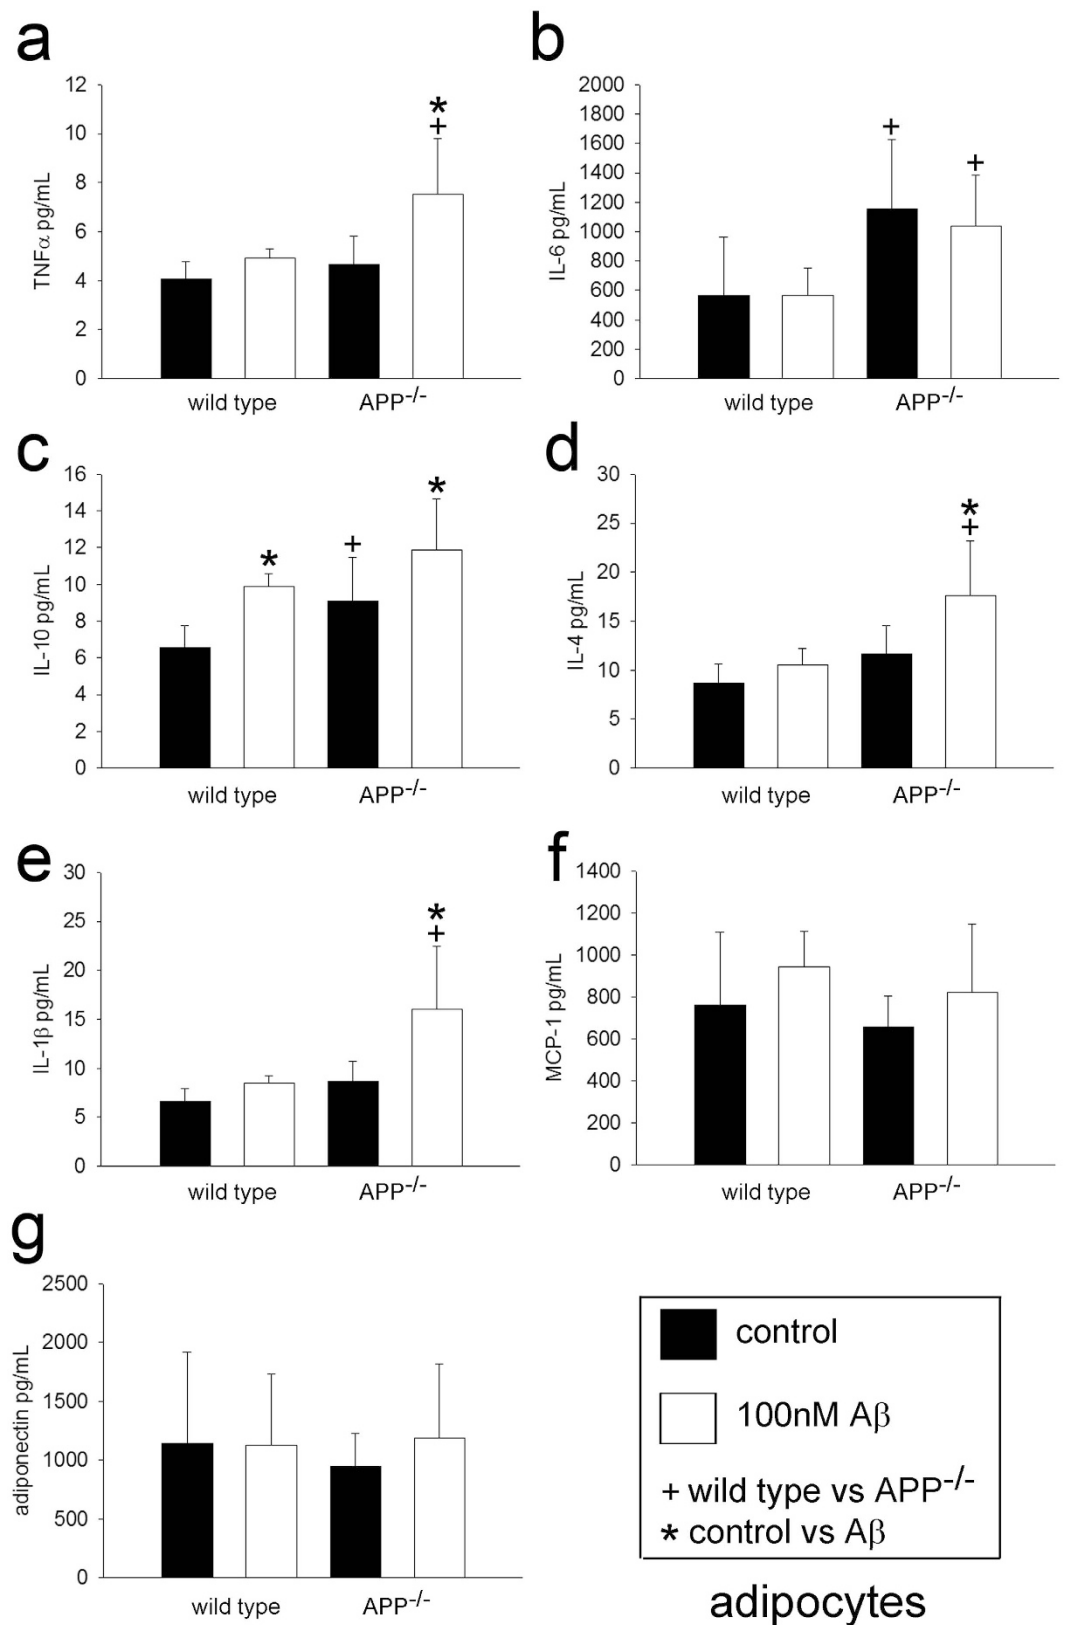 a
12
10
8
6
4
2
0
TNFα pg/mL
*
+
wild type
APP-/-
b
2000
1800
1600
1400
1200
1000
800
600
400
200
0
IL-6 pg/mL
+
+
wild type
APP-/-
c
16
14
12
10
8
6
4
2
0
IL-10 pg/mL
*
+
*
wild type
APP-/-
d
30
25
20
15
10
5
0
IL-4 pg/mL
*
+
wild type
APP-/-
e
30
25
20
15
10
5
0
IL-1β pg/mL
*
+
wild type
APP-/-
f
1400
1200
1000
800
600
400
200
0
MCP-1 pg/mL
wild type
APP-/-
g
2500
2000
1500
1000
500
0
adiponectin pg/mL
wild type
APP-/-
control
100nM Aβ
+ wild type vs APP-/-
* control vs Aβ
adipocytes